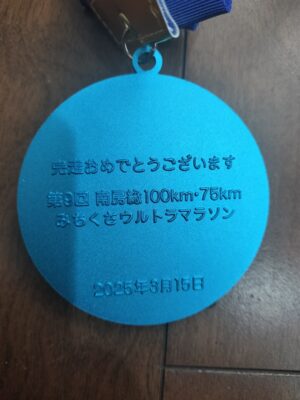 完走おめでとうございます
第9回 南房総100km・75km
みちくさウルトラマラソン
2025年3月15日